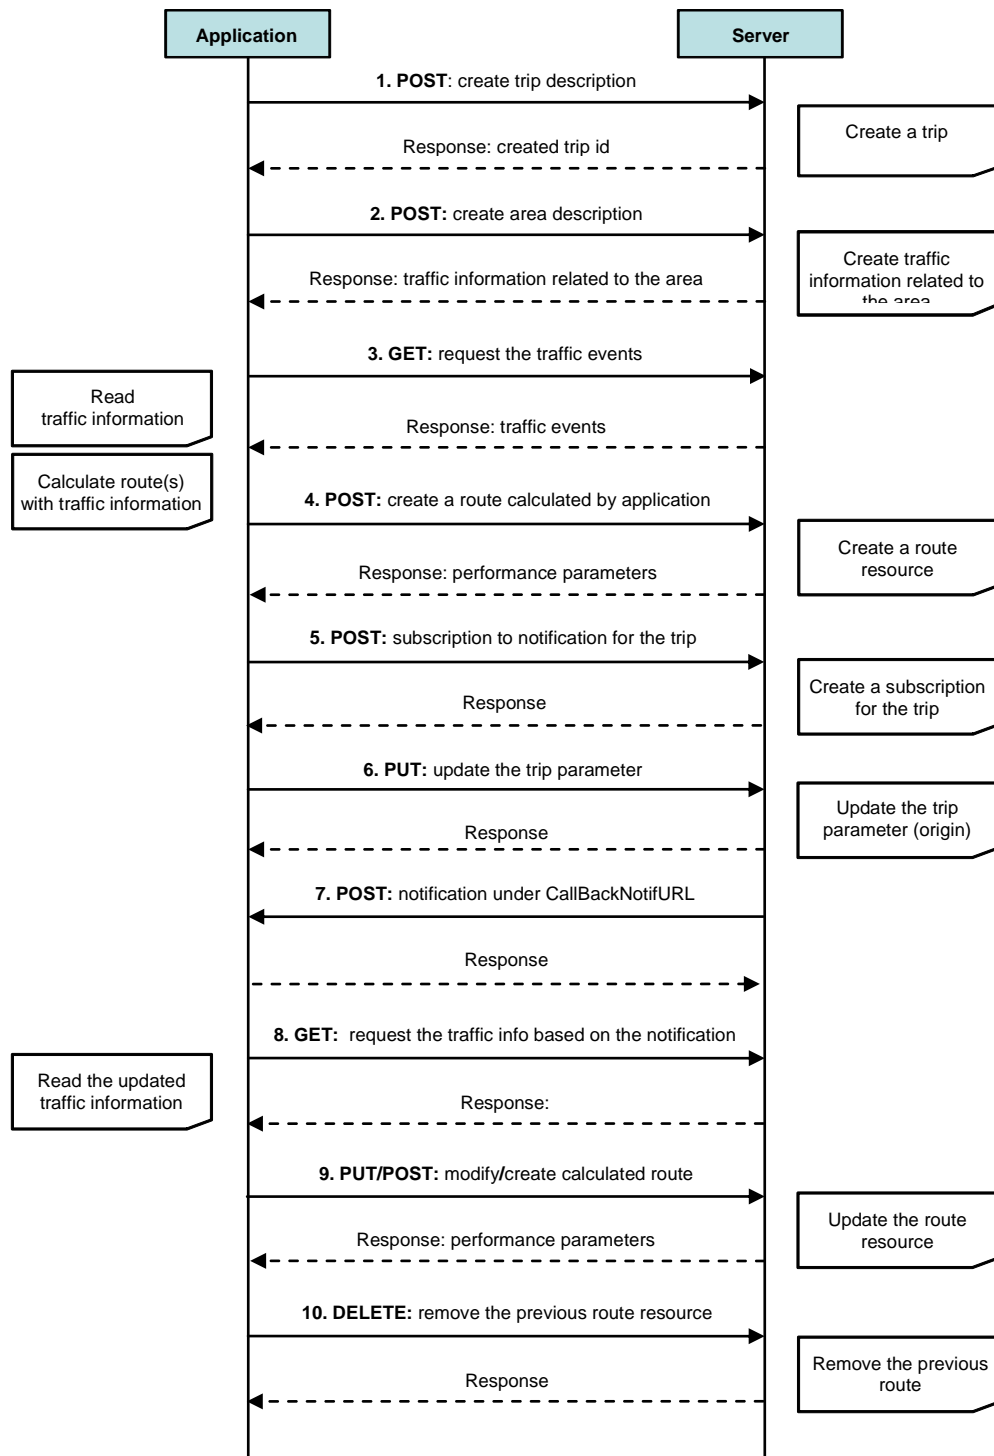 Application
Server
1. POST: create trip description
Create a trip
Response: created trip id
2. POST: create area description
Create traffic
information related to
the area
Response: traffic information related to the area
3. GET: request the traffic events
Read
traffic information
Response: traffic events
Calculate route(s)
with traffic information
4. POST: create a route calculated by application
Create a route
resource
Response: performance parameters
5. POST: subscription to notification for the trip
Create a subscription
for the trip
Response
6. PUT: update the trip parameter
Update the trip
parameter (origin)
Response
7. POST: notification under CallBackNotifURL
Response
8. GET: request the traffic info based on the notification
Read the updated
traffic information
Response:
9. PUT/POST: modify/create calculated route
Update the route
resource
Response: performance parameters
10. DELETE: remove the previous route resource
Remove the previous
route
Response